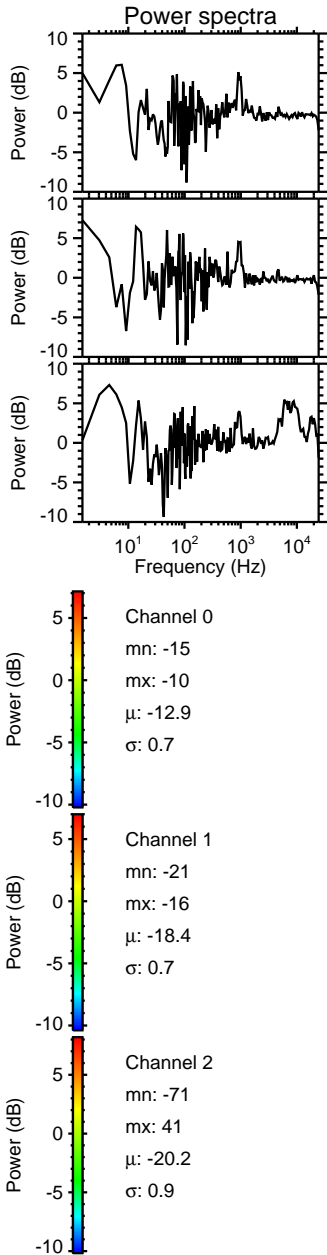 Power spectra
10
5
0
-5
-10
Power (dB)
10
5
0
-5
-10
Power (dB)
10
5
0
-5
-10
Power (dB)
10¹ 10² 10³ 10⁴
Frequency (Hz)
5
0
-5
-10
Power (dB)
Channel 0
mn: -15
mx: -10
μ: -12.9
σ: 0.7
5
0
-5
-10
Power (dB)
Channel 1
mn: -21
mx: -16
μ: -18.4
σ: 0.7
5
0
-5
-10
Power (dB)
Channel 2
mn: -71
mx: 41
μ: -20.2
σ: 0.9